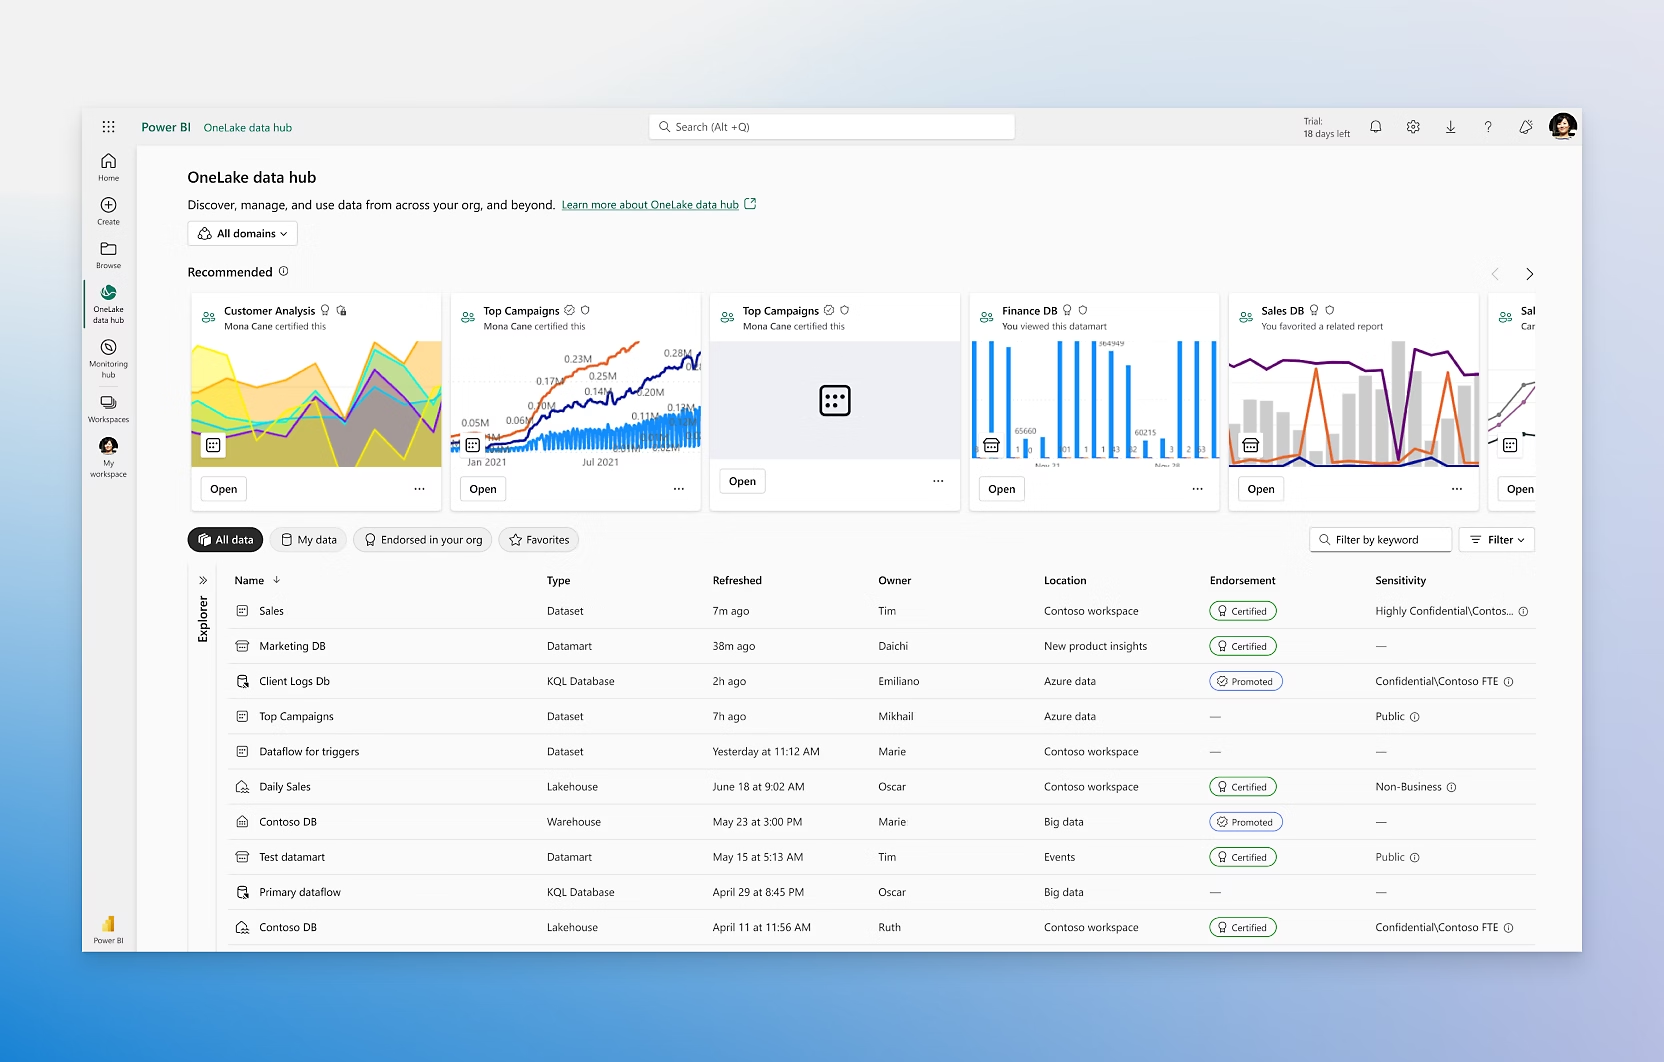 Power BI OneLake data hub
Search (Alt +Q)
Trial:
18 days left
Home
Create
Browse
OneLake
data hub
Monitoring
hub
Workspaces
My
workspace
Power BI
OneLake data hub
Discover, manage, and use data from across your org, and beyond. Learn more about OneLake data hub
All domains
Recommended
Customer Analysis
Mona Cane certified this
Open
Top Campaigns
Mona Cane certified this
0.28M
0.23M
0.25M
0.17M
0.14M
0.20M
0.10M
0.13M
0.11M
0.05M
0.06M
Jan 2021 Jul 2021
Open
Top Campaigns
Mona Cane certified this
Open
Finance DB
You viewed this datamart
364949
65660
60215
Nov 21 Nov 28
Open
Sales DB
You favorited a related report
Open
Sal
Car
Open
All data My data Endorsed in your org Favorites
Filter by keyword Filter
Explorer
Name Type Refreshed Owner Location Endorsement Sensitivity
Sales Dataset 7m ago Tim Contoso workspace Certified Highly Confidential\Contos...
Marketing DB Datamart 38m ago Daichi New product insights Certified —
Client Logs Db KQL Database 2h ago Emiliano Azure data Promoted Confidential\Contoso FTE
Top Campaigns Dataset 7h ago Mikhail Azure data — Public
Dataflow for triggers Dataset Yesterday at 11:12 AM Marie Contoso workspace — —
Daily Sales Lakehouse June 18 at 9:02 AM Oscar Contoso workspace Certified Non-Business
Contoso DB Warehouse May 23 at 3:00 PM Marie Big data Promoted —
Test datamart Datamart May 15 at 5:13 AM Tim Events Certified Public
Primary dataflow KQL Database April 29 at 8:45 PM Oscar Big data — —
Contoso DB Lakehouse April 11 at 11:56 AM Ruth Contoso workspace Certified Confidential\Contoso FTE